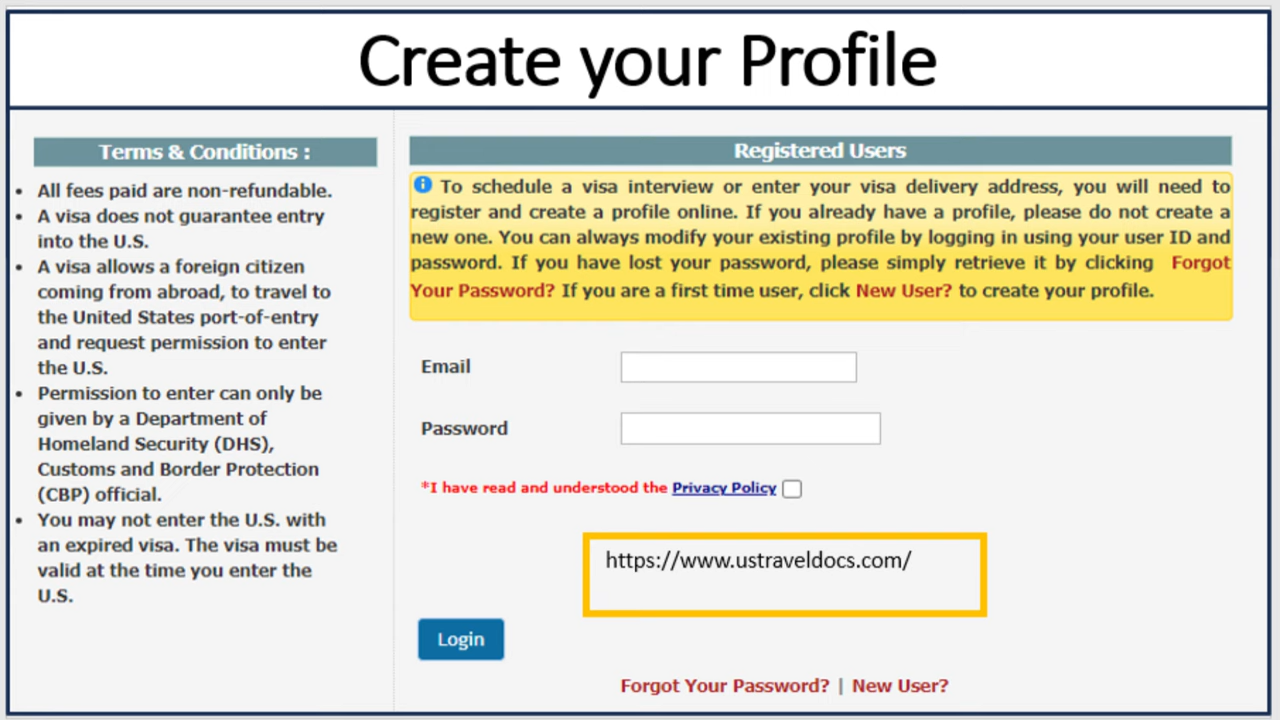 Create your Profile
Terms & Conditions :
• All fees paid are non-refundable.
• A visa does not guarantee entry
into the U.S.
• A visa allows a foreign citizen
coming from abroad, to travel to
the United States port-of-entry
and request permission to enter
the U.S.
• Permission to enter can only be
given by a Department of
Homeland Security (DHS),
Customs and Border Protection
(CBP) official.
• You may not enter the U.S. with
an expired visa. The visa must be
valid at the time you enter the
U.S.
Registered Users
To schedule a visa interview or enter your visa delivery address, you will need to
register and create a profile online. If you already have a profile, please do not create a
new one. You can always modify your existing profile by logging in using your user ID and
password. If you have lost your password, please simply retrieve it by clicking Forgot
Your Password? If you are a first time user, click New User? to create your profile.
Email
Password
*I have read and understood the Privacy Policy
https://www.ustraveldocs.com/
Login
Forgot Your Password? | New User?